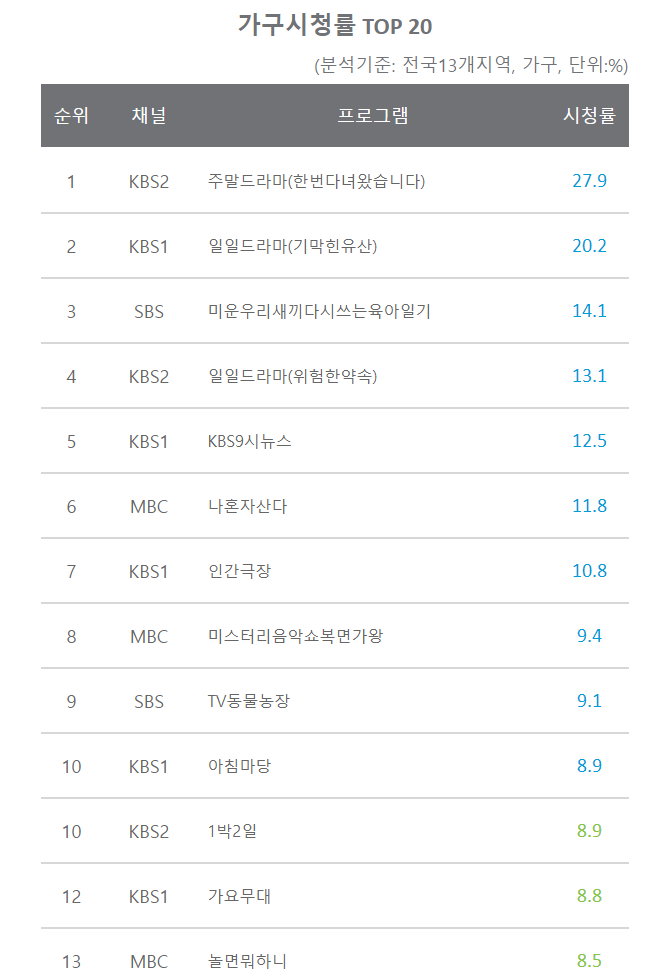 가구시청률 TOP 20
(분석기준: 전국13개지역, 가구, 단위:%)
순위 채널 프로그램 시청률
1 KBS2 주말드라마(한번다녀왔습니다) 27.9
2 KBS1 일일드라마(기막힌유산) 20.2
3 SBS 미운우리새끼다시쓰는육아일기 14.1
4 KBS2 일일드라마(위험한약속) 13.1
5 KBS1 KBS9시뉴스 12.5
6 MBC 나혼자산다 11.8
7 KBS1 인간극장 10.8
8 MBC 미스터리음악쇼복면가왕 9.4
9 SBS TV동물농장 9.1
10 KBS1 아침마당 8.9
10 KBS2 1박2일 8.9
12 KBS1 가요무대 8.8
13 MBC 놀면뭐하니 8.5